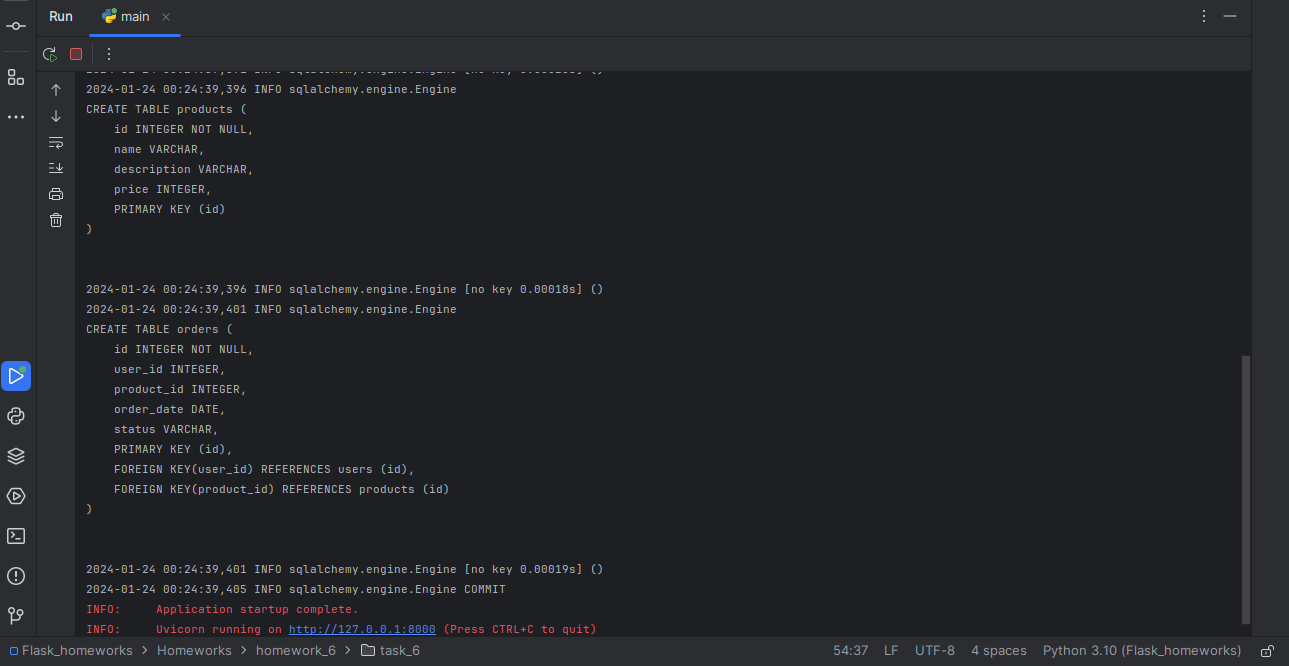 Run main
2024-01-24 00:24:39,396 INFO sqlalchemy.engine.Engine
CREATE TABLE products (
    id INTEGER NOT NULL,
    name VARCHAR,
    description VARCHAR,
    price INTEGER,
    PRIMARY KEY (id)
)
2024-01-24 00:24:39,396 INFO sqlalchemy.engine.Engine [no key 0.00018s] ()
2024-01-24 00:24:39,401 INFO sqlalchemy.engine.Engine
CREATE TABLE orders (
    id INTEGER NOT NULL,
    user_id INTEGER,
    product_id INTEGER,
    order_date DATE,
    status VARCHAR,
    PRIMARY KEY (id),
    FOREIGN KEY(user_id) REFERENCES users (id),
    FOREIGN KEY(product_id) REFERENCES products (id)
)
2024-01-24 00:24:39,401 INFO sqlalchemy.engine.Engine [no key 0.00019s] ()
2024-01-24 00:24:39,405 INFO sqlalchemy.engine.Engine COMMIT
INFO:     Application startup complete.
INFO:     Uvicorn running on http://127.0.0.1:8000 (Press CTRL+C to quit)
Flask_homeworks > Homeworks > homework_6 > task_6 54:37 LF UTF-8 4 spaces Python 3.10 (Flask_homeworks)